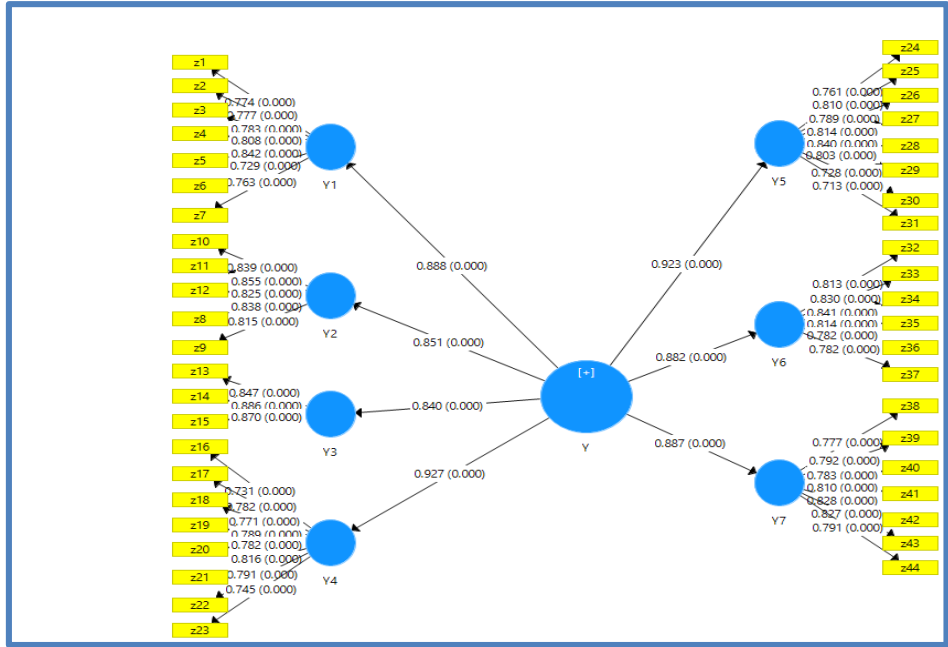 z1
z2
z3
z4
z5
z6
z7
0.774 (0.000)
0.777 (0.000)
0.783 (0.000)
0.808 (0.000)
0.842 (0.000)
0.729 (0.000)
0.763 (0.000)
Y1
z10
z11
z12
z8
z9
0.839 (0.000)
0.855 (0.000)
0.825 (0.000)
0.838 (0.000)
0.815 (0.000)
Y2
z13
z14
z15
0.847 (0.000)
0.886 (0.000)
0.870 (0.000)
Y3
z16
z17
z18
z19
z20
z21
z22
z23
0.731 (0.000)
0.782 (0.000)
0.771 (0.000)
0.789 (0.000)
0.782 (0.000)
0.816 (0.000)
0.791 (0.000)
0.745 (0.000)
Y4
0.888 (0.000)
0.851 (0.000)
0.840 (0.000)
0.927 (0.000)
[+]
Y
0.923 (0.000)
0.882 (0.000)
0.887 (0.000)
Y5
0.761 (0.000)
0.810 (0.000)
0.789 (0.000)
0.814 (0.000)
0.840 (0.000)
0.803 (0.000)
0.728 (0.000)
0.713 (0.000)
z24
z25
z26
z27
z28
z29
z30
z31
Y6
0.813 (0.000)
0.830 (0.000)
0.841 (0.000)
0.814 (0.000)
0.782 (0.000)
0.782 (0.000)
z32
z33
z34
z35
z36
z37
Y7
0.777 (0.000)
0.792 (0.000)
0.783 (0.000)
0.810 (0.000)
0.828 (0.000)
0.827 (0.000)
0.791 (0.000)
z38
z39
z40
z41
z42
z43
z44